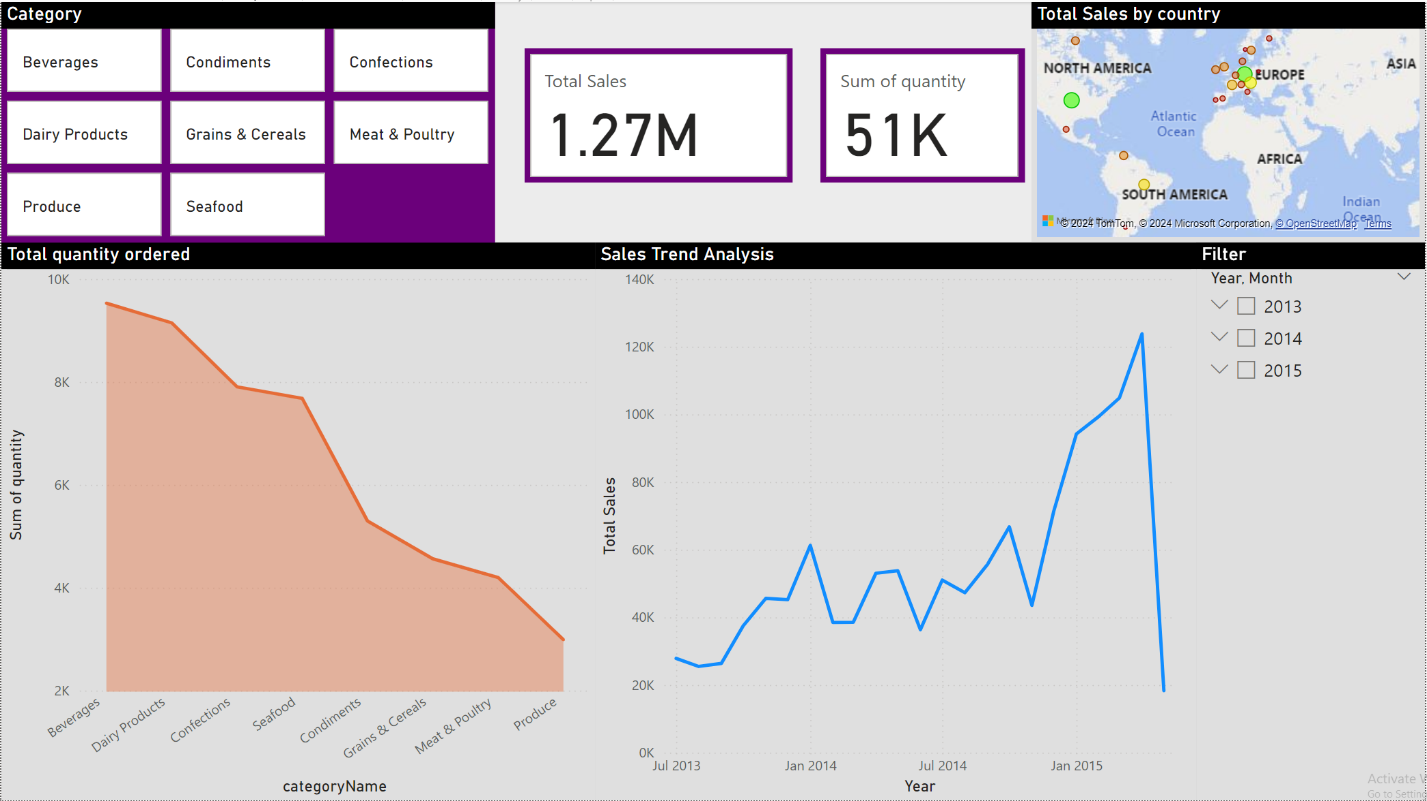 Category
Beverages
Condiments
Confections
Dairy Products
Grains & Cereals
Meat & Poultry
Produce
Seafood
Total Sales
1.27M
Sum of quantity
51K
Total Sales by country
NORTH AMERICA
EUROPE
ASIA
Atlantic
Ocean
AFRICA
SOUTH AMERICA
Indian
Ocean
© 2024 TomTom, © 2024 Microsoft Corporation, © OpenStreetMap Terms
Total quantity ordered
10K
8K
6K
4K
2K
Sum of quantity
Beverages
Dairy Products
Confections
Seafood
Condiments
Grains & Cereals
Meat & Poultry
Produce
categoryName
Sales Trend Analysis
140K
120K
100K
80K
60K
40K
20K
0K
Total Sales
Jul 2013
Jan 2014
Jul 2014
Jan 2015
Year
Filter
Year, Month
2013
2014
2015
Activate
Go to